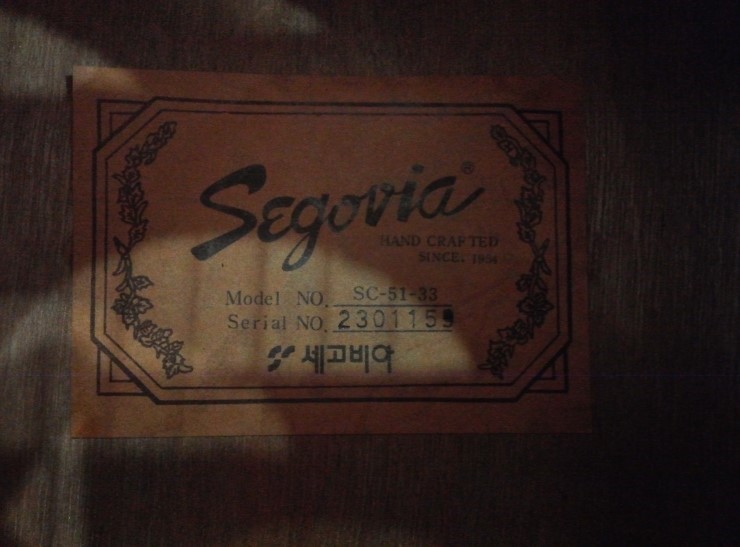 Segovia®
HAND CRAFTED
SINCE. 1954
Model NO. SC-51-33
Serial NO. 2301159
세고비아